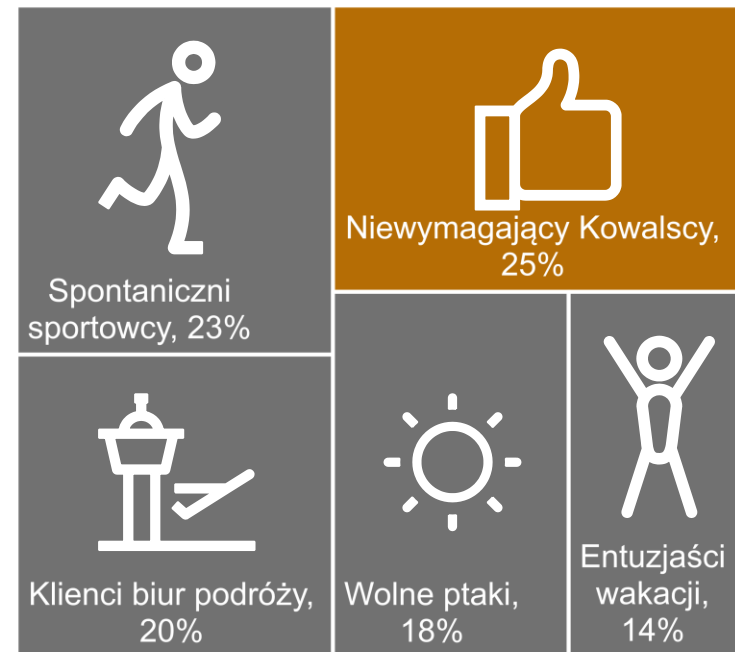 Spontaniczni
sportowcy, 23%
Niewymagający Kowalscy,
25%
Klienci biur podróży,
20%
Wolne ptaki,
18%
Entuzjaści
wakacji,
14%